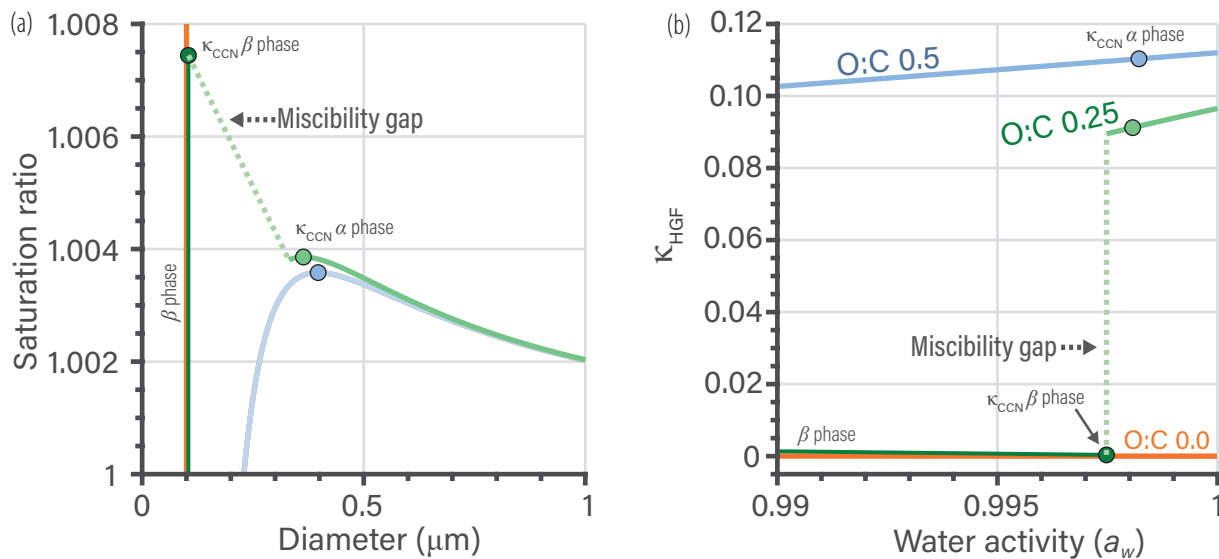 (a)
1.008
1.006
1.004
1.002
1
Saturation ratio
κCCN β phase
Miscibility gap
κCCN α phase
β phase
0
0.5
1
Diameter (μm)
(b)
0.12
0.10
0.08
0.06
0.04
0.02
0
κHGF
κCCN α phase
O:C 0.5
O:C 0.25
Miscibility gap
κCCN β phase
β phase
O:C 0.0
0.99
0.995
1
Water activity (aw)